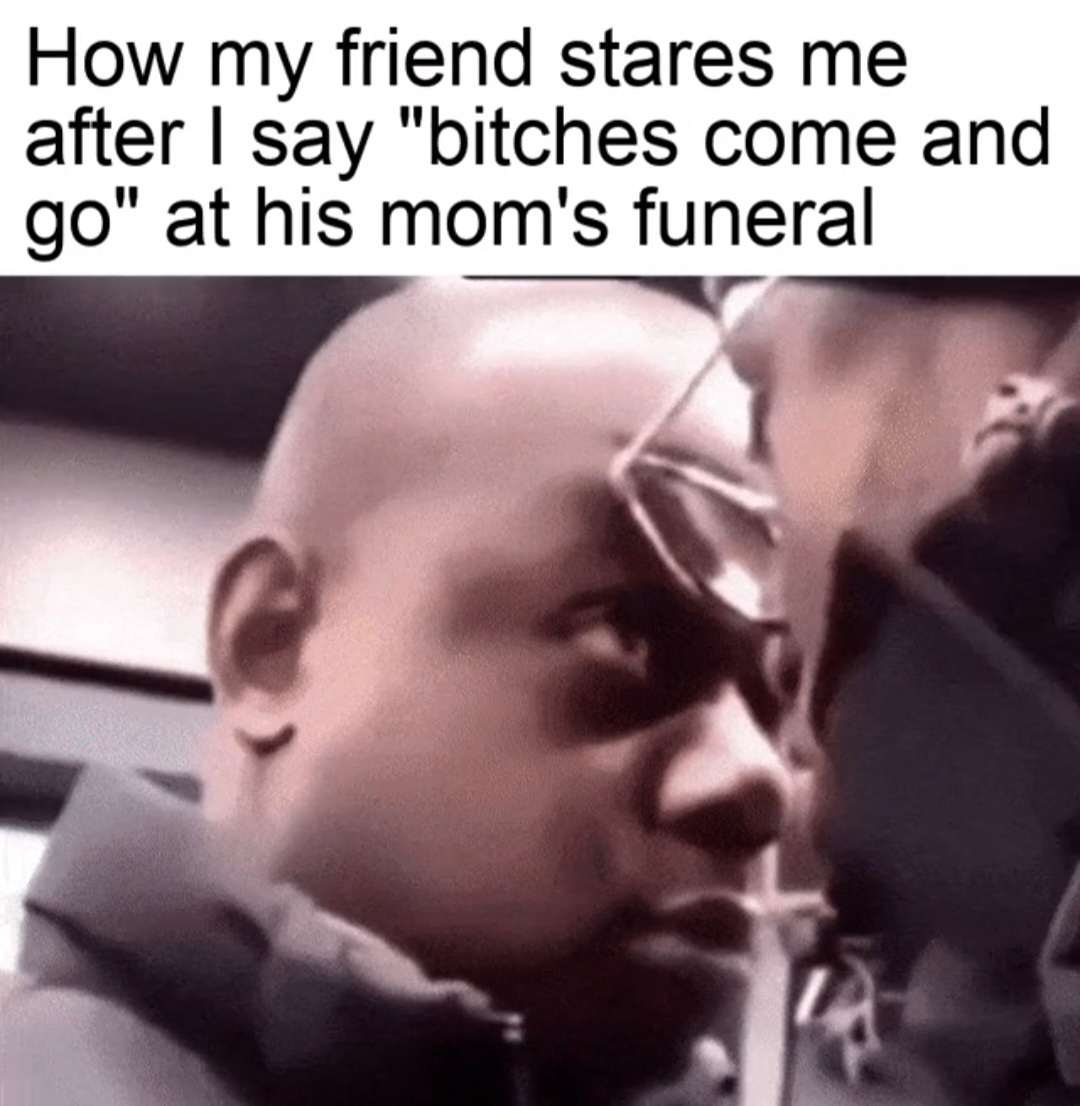 How my friend stares me
after I say "bitches come and
go" at his mom's funeral